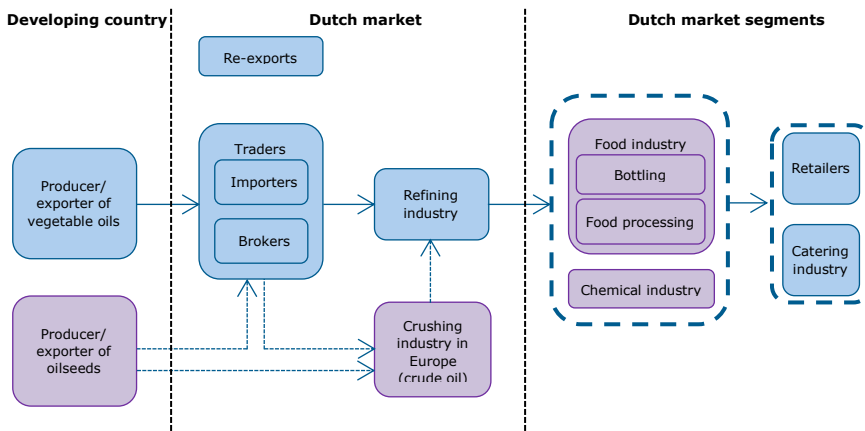 Developing country
Dutch market
Dutch market segments
Re-exports
Traders
Importers
Brokers
Producer/
exporter of
vegetable oils
Refining
industry
Food industry
Bottling
Food processing
Chemical industry
Retailers
Catering
industry
Producer/
exporter of
oilseeds
Crushing
industry in
Europe
(crude oil)